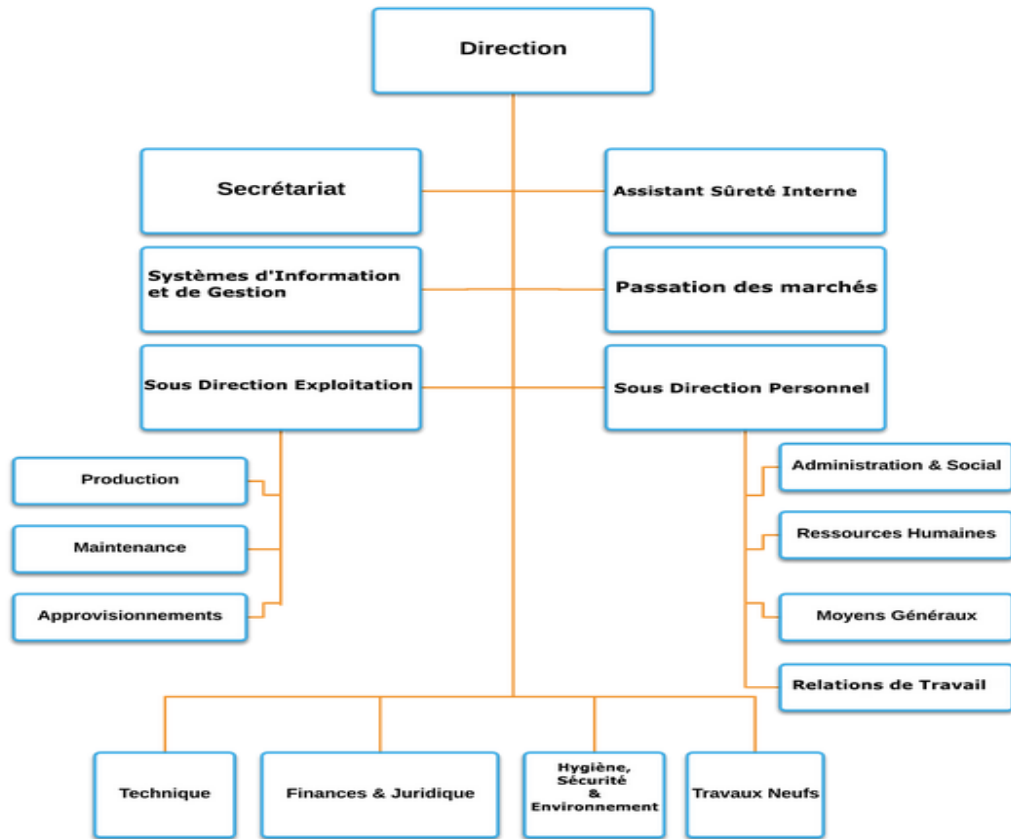 Direction
Secrétariat
Assistant Sûreté Interne
Systèmes d'Information
et de Gestion
Passation des marchés
Sous Direction Exploitation
Sous Direction Personnel
Production
Maintenance
Approvisionnements
Administration & Social
Ressources Humaines
Moyens Généraux
Relations de Travail
Technique
Finances & Juridique
Hygiène,
Sécurité
&
Environnement
Travaux Neufs